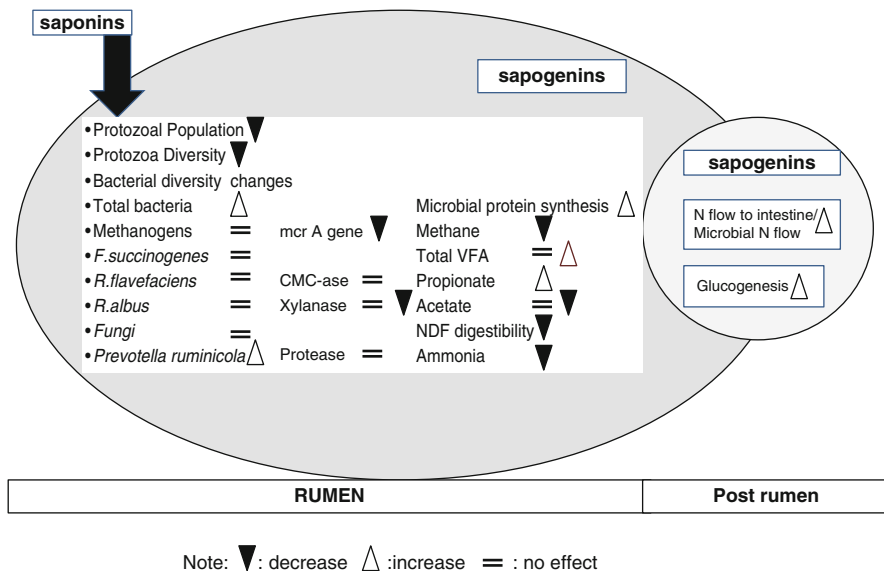 saponins
sapogenins
•Protozoal Population ▼
•Protozoa Diversity ▼
•Bacterial diversity changes
•Total bacteria △ Microbial protein synthesis △
•Methanogens = mcr A gene ▼ Methane ▼
•F.succinogenes = Total VFA = △
•R.flavefaciens = CMC-ase = Propionate △
•R.albus = Xylanase = ▼ Acetate = ▼
•Fungi = NDF digestibility ▼
•Prevotella ruminicola △ Protease = Ammonia ▼
sapogenins
N flow to intestine/
Microbial N flow △
Glucogenesis △
RUMEN Post rumen
Note: ▼: decrease △ :increase = : no effect